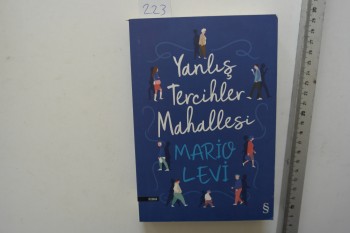 223
Yanlış
Tercihler
Mahallesi
MARIO
LEVİ